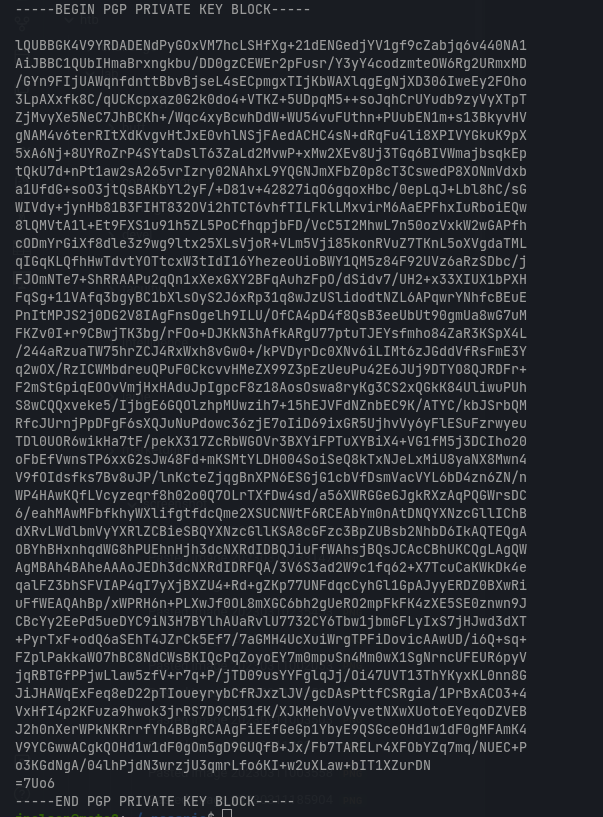 -----BEGIN PGP PRIVATE KEY BLOCK-----
lQUBBGK4V9YRDADENdPyGOxVM7hcLSHfXg+21dENGedjYV1gf9cZabjq6v440NA1
AiJBBC1QUbIHmaBrxngkbu/DD0gzCEWEr2pFusr/Y3yY4codzmteOW6Rg2URmxMD
/GYn9FIjUAWqnfdnttBbvBjseL4sECpmgxTIjKbWAXlqgEgNjXD306IweEy2FOho
3LpAXxfk8C/qUCKcpxaz0G2k0do4+VTKZ+5UDpqM5++soJqhCrUYudb9zyVyXTpT
ZjMvyXe5NeC7JhBCKh+/Wqc4xyBcwhDdW+WU54vuFUthn+PUubEN1m+s13BkyvHV
gNAM4v6terRItXdKvgvHtJxE0vhlNSjFAedACHC4sN+dRqFu4li8XPIVYGkuK9pX
5xA6Nj+8UYRoZrP4SYtaDslT63ZaLd2MvwP+xMw2XEv8Uj3TGq6BIVWmajbsqkEp
tQkU7d+nPt1aw2sA265vrIzry02NAhxL9YQGNJmXFbZ0p8cT3CswedP8XONmVdxb
a1UfdG+soO3jtQsBAKbYl2yF/+D81v+42827iqO6gqoxHbc/0epLqJ+Lbl8hC/sG
WIVdy+jynHb81B3FIHT832OVi2hTCT6vhfTILFklLMxvirM6AaEPFhxIuRboiEQw
8lQMVtA1l+Et9FXS1u91h5ZL5PoCfhqpjbFD/VcC5I2MhwL7n50ozVxkW2wGAPfh
cODmYrGiXf8dle3z9wg9ltx25XLsVjoR+VLm5Vji85konRVuZ7TKnL5oXVgdaTML
qIGqKLQfhHwTdvtYOTtcxW3tIdI16YhezeoUioBWY1QM5z84F92UVz6aRzSDbc/j
FJOmNTe7+ShRRAAPu2qQn1xXexGXY2BFqAuhzFpO/dSidv7/UH2+x33XIUX1bPXH
FqSg+11VAfq3bgyBC1bXlsOyS2J6xRp31q8wJzUSlidodtNZL6APqwrYNhfcBEuE
PnItMPJS2j0DG2V8IAgFnsOgelh9ILU/OfCA4pD4f8QsB3eeUbUt90gmUa8wG7uM
FKZv0I+r9CBwjTK3bg/rFOo+DJKkN3hAfkARgU77ptuTJEYsfmho84ZaR3KSpX4L
/244aRzuaTW75hrZCJ4RxWxh8vGw0+/kPVDyrDc0XNv6iLIMt6zJGddVfRsFmE3Y
q2wOX/RzICWMbdreuQPuF0CkcvvHMeZX99Z3pEzUeuPu42E6JUj9DTYO8QJRDFr+
F2mStGpiqEOOvVmjHxHAduJpIgpcF8z18AosOswa8ryKg3CS2xQGkK84UliwuPUh
S8wCQQxveke5/IjbgE6GQOlzhpMUwzih7+15hEJVFdNZnbEC9K/ATYC/kbJSrbQM
RfcJUrnjPpDFgF6sXQJuNuPdowc36zjE7oIiD69ixGR5UjhvVy6yFlESuFzrwyeu
TDl0UOR6wikHa7tF/pekX317ZcRbWGOVr3BXYiFPTuXYBiX4+VG1fM5j3DCIho20
oFbEfVwnsTP6xxG2sJw48Fd+mKSMtYLDH004SoiSeQ8kTxNJeLxMiU8yaNX8Mwn4
V9fOIdsfks7Bv8uJP/lnKcteZjqgBnXPN6ESGjG1cbVfDsmVacVYL6bD4zn6ZN/n
WP4HAwKQfLVcyzeqrf8h02o0Q7OLrTXfDw4sd/a56XWRGGeGJgkRXzAqPQGWrsDC
6/eahMAwMFbfkhyWXlifgtfdcQme2XSUCNWtF6RCEAbYm0nAtDNQYXNzcGllIChB
dXRvLWdlbmVyYXRlZCBieSBQYXNzcGllKSA8cGFzc3BpZUBsb2NhbD6IkAQTEQgA
OBYhBHxnhqdWG8hPUEhnHjh3dcNXRdIDBQJiuFfWAhsjBQsJCAcCBhUKCQgLAgQW
AgMBAh4BAheAAAoJEDh3dcNXRdIDRFQA/3V6S3ad2W9c1fq62+X7TcuCaKWkDk4e
qalFZ3bhSFVIAP4qI7yXjBXZU4+Rd+gZKp77UNFdqcCyhGl1GpAJyyERDZ0BXwRi
uFfWEAQAhBp/xWPRH6n+PLXwJf0OL8mXGC6bh2gUeRO2mpFkFK4zXE5SE0znwn9J
CBcYy2EePd5ueDYC9iN3H7BYlhAUaRvlU7732CY6Tbw1jbmGFLyIxS7jHJwd3dXT
+PyrTxF+odQ6aSEhT4JZrCk5Ef7/7aGMH4UcXuiWrgTPFiDovicAAwUD/i6Q+sq+
FZplPakkaWO7hBC8NdCWsBKIQcPqZoyoEY7m0mpuSn4Mm0wX1SgNrncUFEUR6pyV
jqRBTGfPPjwLlaw5zfV+r7q+P/jTD09usYYFglqJj/Oi47UVT13ThYKyxKL0nn8G
JiJHAWqExFeq8eD22pTIoueyrybCfRJxzlJV/gcDAsPttfCSRgia/1PrBxACO3+4
VxHfI4p2KFuza9hwok3jrRS7D9CM51fK/XJkMehVoVyvetNXwXUotoEYeqoDZVEB
J2h0nXerWPkNKRrrfYh4BBgRCAAgFiEEfGeGp1YbyE9QSGceOHd1w1dF0gMFAmK4
V9YCGwwACgkQOHd1w1dF0gOm5gD9GUQfB+Jx/Fb7TARELr4XFObYZq7mq/NUEC+P
o3KGdNgA/04lhPjdN3wrzjU3qmrLfo6KI+w2uXLaw+bIT1XZurDN
=7Uo6
-----END PGP PRIVATE KEY BLOCK-----